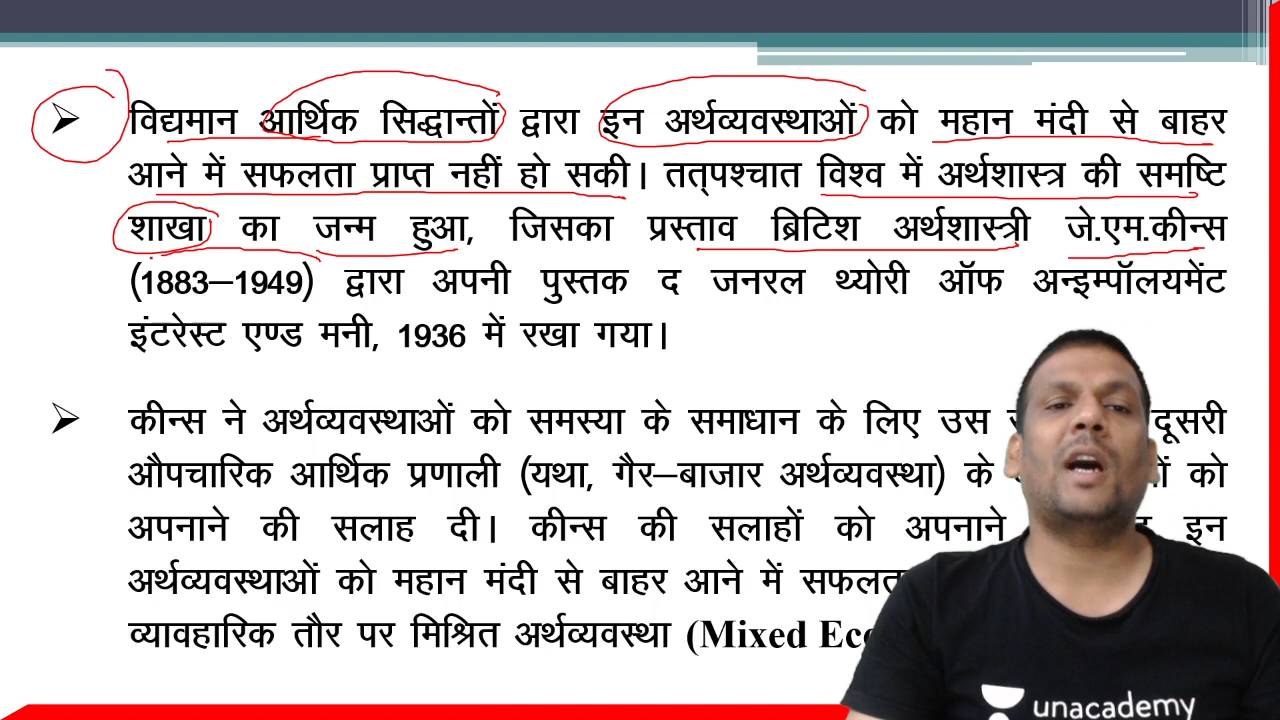 विद्यमान आर्थिक सिद्धान्तों द्वारा इन अर्थव्यवस्थाओं को महान मंदी से बाहर
आने में सफलता प्राप्त नहीं हो सकी। तत्पश्चात विश्व में अर्थशास्त्र की समष्टि
शाखा का जन्म हुआ, जिसका प्रस्ताव ब्रिटिश अर्थशास्त्री जे.एम.कीन्स
(1883–1949) द्वारा अपनी पुस्तक द जनरल थ्योरी ऑफ अन्इम्पॉलयमेंट
इंटरेस्ट एण्ड मनी, 1936 में रखा गया।
कीन्स ने अर्थव्यवस्थाओं को समस्या के समाधान के लिए उस दूसरी
औपचारिक आर्थिक प्रणाली (यथा, गैर–बाजार अर्थव्यवस्था) के को
अपनाने की सलाह दी। कीन्स की सलाहों को अपनाने इन
अर्थव्यवस्थाओं को महान मंदी से बाहर आने में
व्यावहारिक तौर पर मिश्रित अर्थव्यवस्था (Mixed
unacademy